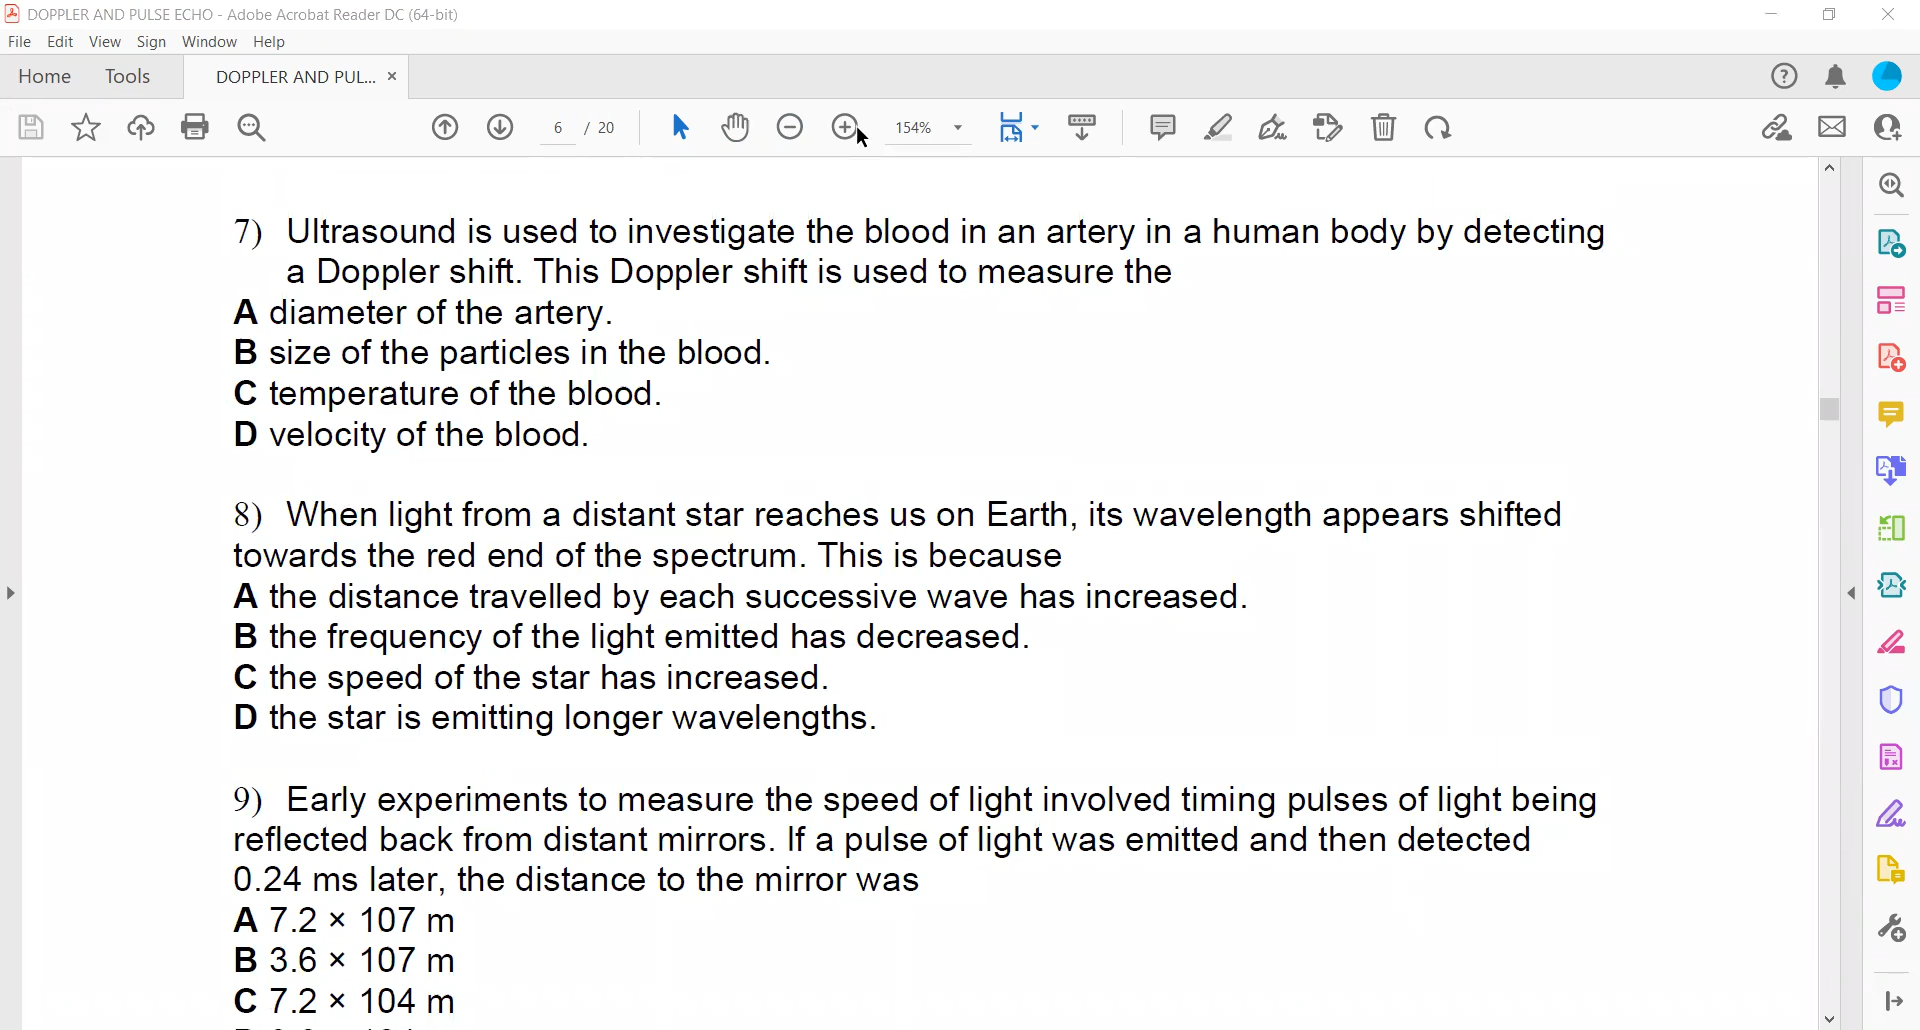 DOPPLER AND PULSE ECHO - Adobe Acrobat Reader DC (64-bit)
File Edit View Sign Window Help
Home Tools DOPPLER AND PUL... ×
6 / 20 154%
7) Ultrasound is used to investigate the blood in an artery in a human body by detecting
a Doppler shift. This Doppler shift is used to measure the
A diameter of the artery.
B size of the particles in the blood.
C temperature of the blood.
D velocity of the blood.
8) When light from a distant star reaches us on Earth, its wavelength appears shifted
towards the red end of the spectrum. This is because
A the distance travelled by each successive wave has increased.
B the frequency of the light emitted has decreased.
C the speed of the star has increased.
D the star is emitting longer wavelengths.
9) Early experiments to measure the speed of light involved timing pulses of light being
reflected back from distant mirrors. If a pulse of light was emitted and then detected
0.24 ms later, the distance to the mirror was
A 7.2 × 107 m
B 3.6 × 107 m
C 7.2 × 104 m